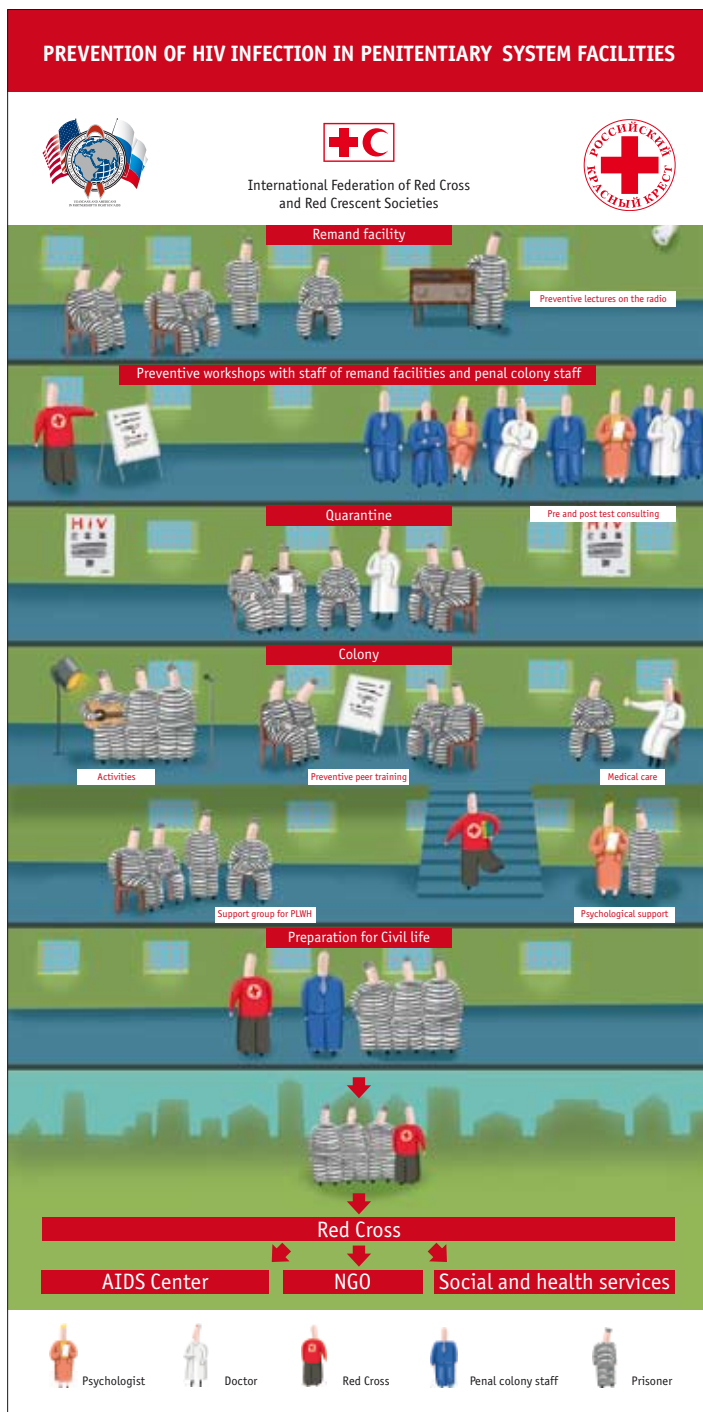 PREVENTION OF HIV INFECTION IN PENITENTIARY SYSTEM FACILITIES
International Federation of Red Cross
and Red Crescent Societies
РОССИЙСКИЙ
КРАСНЫЙ КРЕСТ
Remand facility
Preventive lectures on the radio
Preventive workshops with staff of remand facilities and penal colony staff
Quarantine
Pre and post test consulting
HIV
HIV
Colony
Activities
Preventive peer training
Medical care
Support group for PLWH
Psychological support
Preparation for Civil life
Red Cross
AIDS Center
NGO
Social and health services
Psychologist
Doctor
Red Cross
Penal colony staff
Prisoner